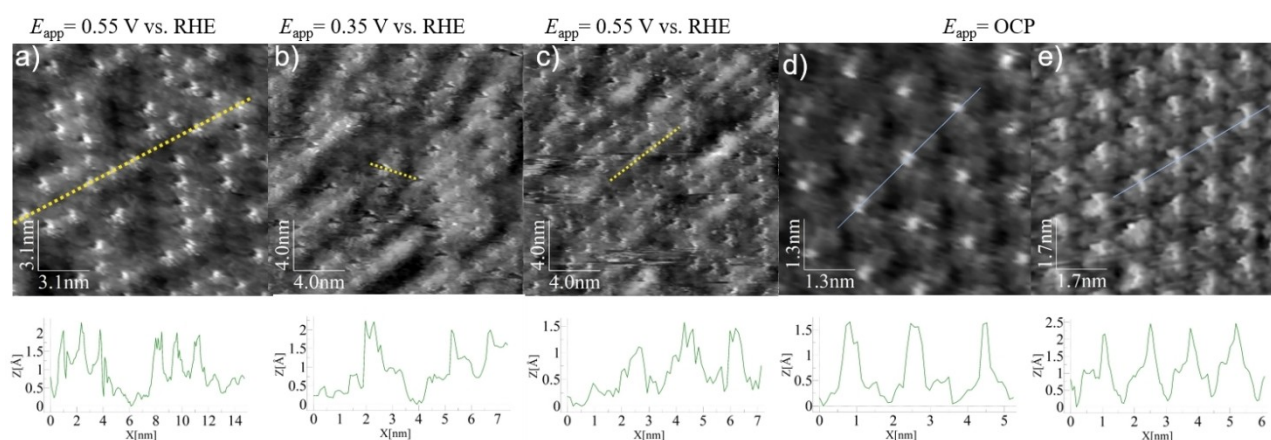 E_app= 0.55 V vs. RHE
E_app= 0.35 V vs. RHE
E_app= 0.55 V vs. RHE
E_app= OCP
a)
b)
c)
d)
e)
3.1nm
3.1nm
4.0nm
4.0nm
4.0nm
4.0nm
1.3nm
1.3nm
1.7nm
1.7nm
Z[Å]
2
1.5
1
0.5
0
0 2 4 6 8 10 12 14
X[nm]
Z[Å]
2
1.5
1
0.5
0
0 1 2 3 4 5 6 7
X[nm]
Z[Å]
1.5
1
0.5
0
0 1 2 3 4 5 6 7
X[nm]
Z[Å]
1.5
1
0.5
0
0 1 2 3 4 5
X[nm]
Z[Å]
2.5
2
1.5
1
0.5
0
0 1 2 3 4 5 6
X[nm]